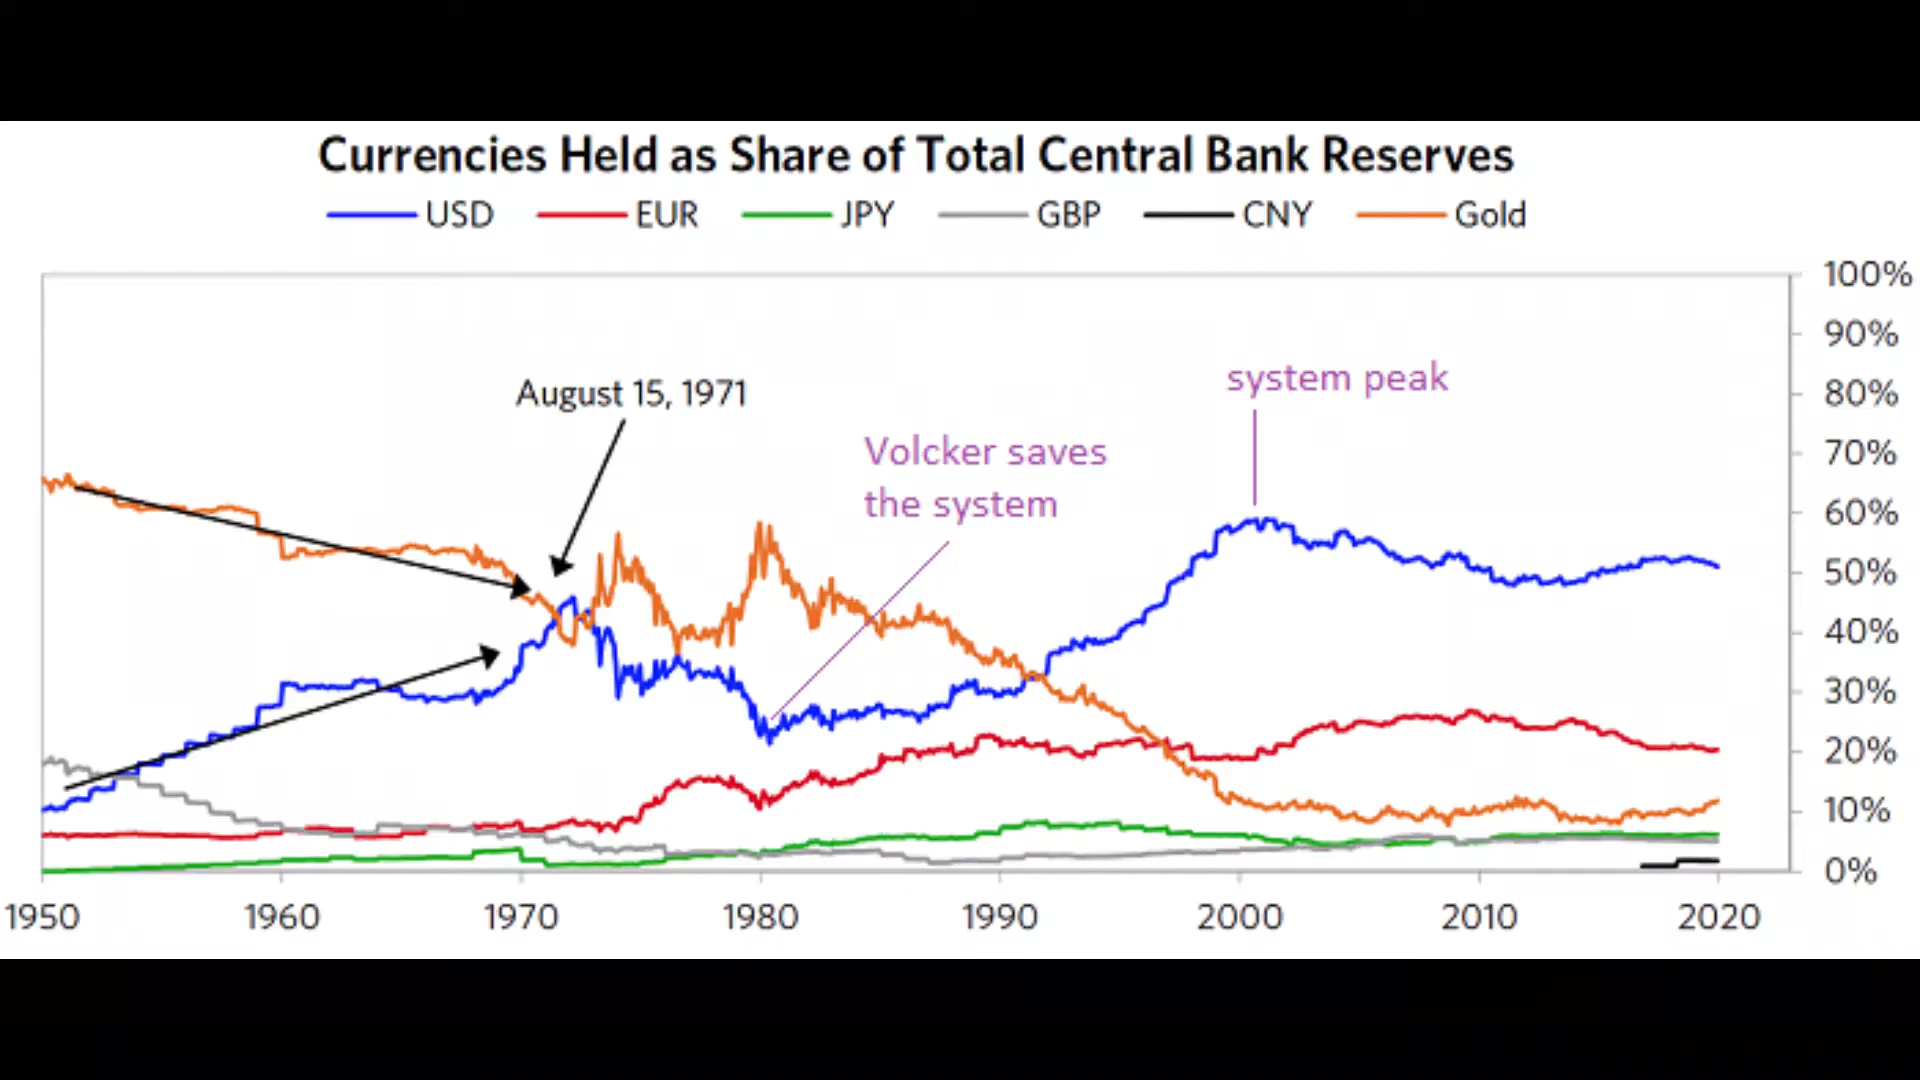 Currencies Held as Share of Total Central Bank Reserves
USD EUR JPY GBP CNY Gold
100%
90%
system peak
80%
August 15, 1971
Volcker saves
the system
70%
60%
50%
40%
30%
20%
10%
0%
1950 1960 1970 1980 1990 2000 2010 2020